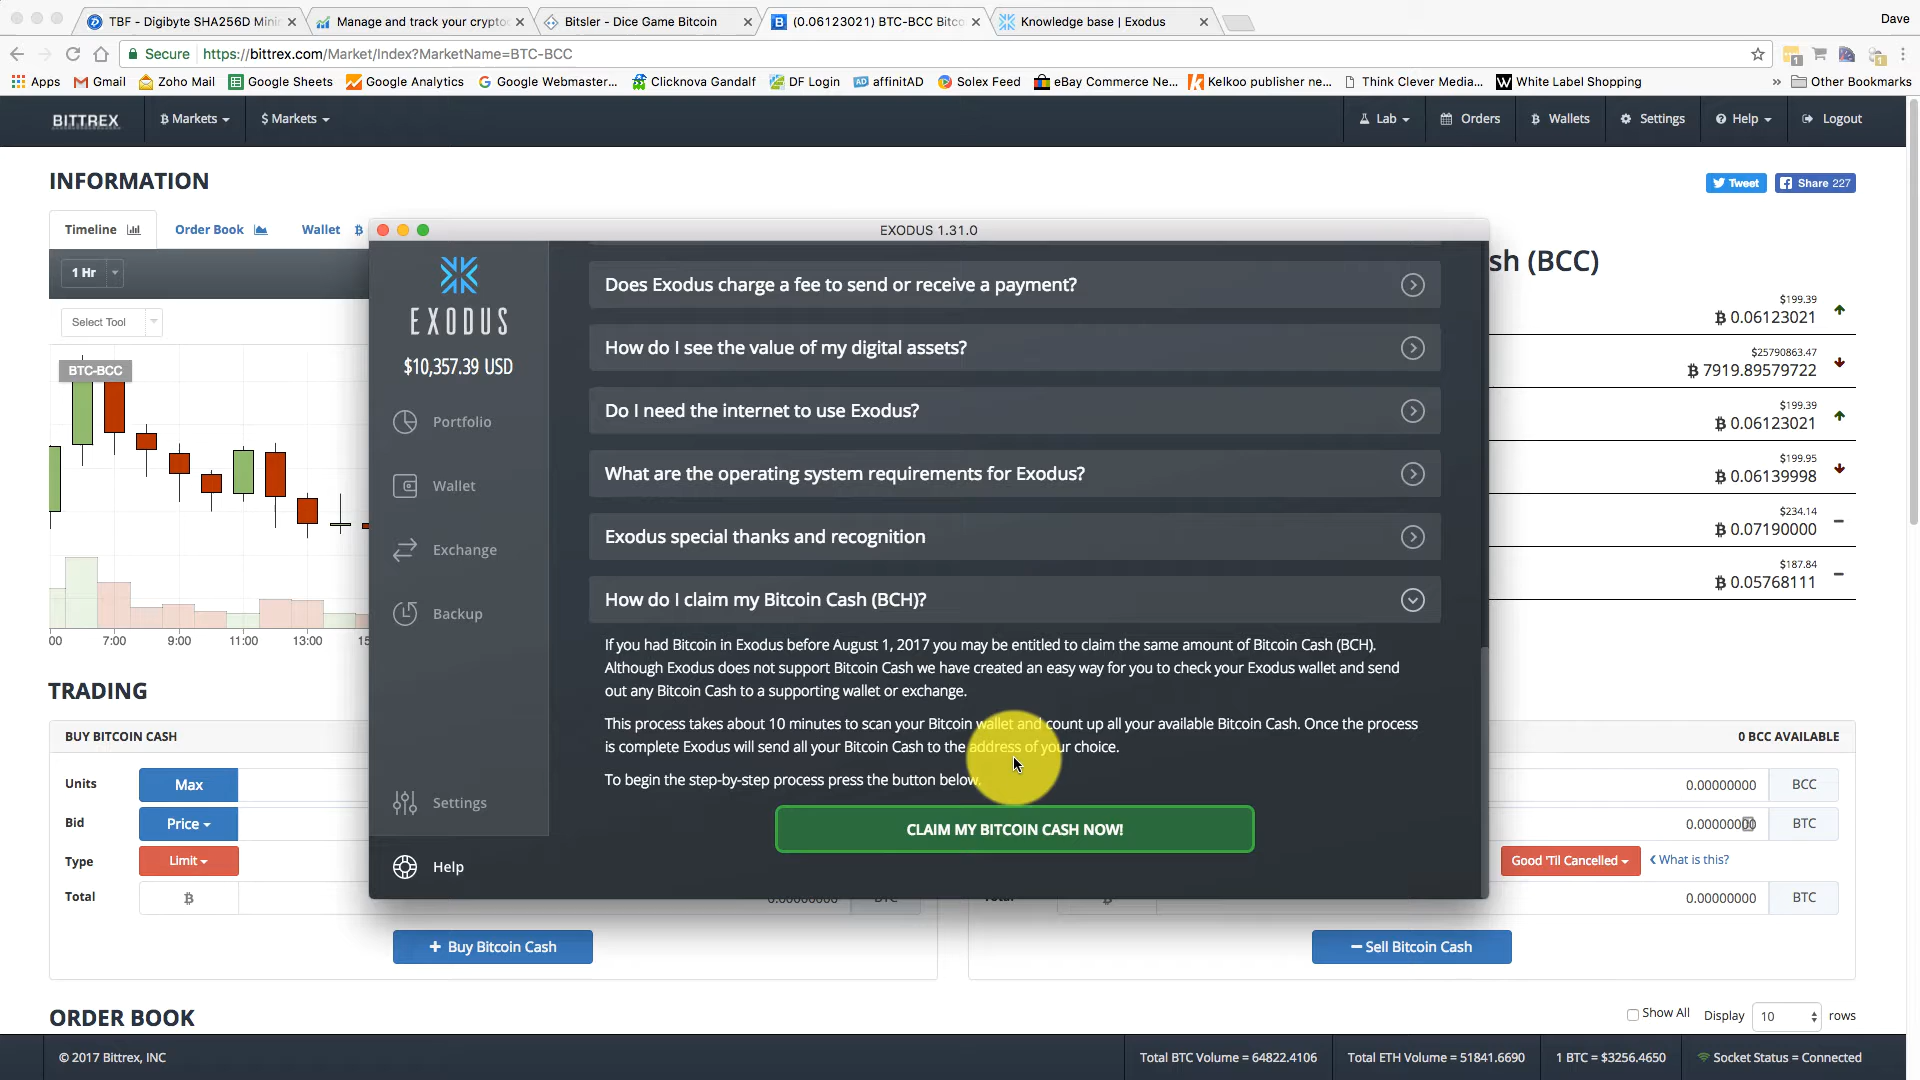 TBF - Digibyte SHA256D Mini
Manage and track your crypto
Bitsler - Dice Game Bitcoin
(0.06123021) BTC-BCC Bitco
Knowledge base | Exodus
Dave
Secure
https://bittrex.com/Market/Index?MarketName=BTC-BCC
Apps
Gmail
Zoho Mail
Google Sheets
Google Analytics
Google Webmaster...
Clicknova Gandalf
DF Login
affinitAD
Solex Feed
eBay Commerce Ne...
Kelkoo publisher ne...
Think Clever Media...
White Label Shopping
»
Other Bookmarks
BITTREX
฿ Markets
$ Markets
Lab
Orders
฿ Wallets
Settings
Help
Logout
INFORMATION
Tweet
Share 227
Timeline
Order Book
Wallet ฿
EXODUS 1.31.0
1 Hr
sh (BCC)
Select Tool
BTC-BCC
$199.39
฿ 0.06123021
$25790863.47
฿ 7919.89579722
$199.39
฿ 0.06123021
$199.95
฿ 0.06139998
$234.14
฿ 0.07190000
$187.84
฿ 0.05768111
00
7:00
9:00
11:00
13:00
15
EXODUS
$10,357.39 USD
Portfolio
Wallet
Exchange
Backup
Settings
Help
Does Exodus charge a fee to send or receive a payment?
How do I see the value of my digital assets?
Do I need the internet to use Exodus?
What are the operating system requirements for Exodus?
Exodus special thanks and recognition
How do I claim my Bitcoin Cash (BCH)?
If you had Bitcoin in Exodus before August 1, 2017 you may be entitled to claim the same amount of Bitcoin Cash (BCH).
Although Exodus does not support Bitcoin Cash we have created an easy way for you to check your Exodus wallet and send
out any Bitcoin Cash to a supporting wallet or exchange.
This process takes about 10 minutes to scan your Bitcoin wallet and count up all your available Bitcoin Cash. Once the process
is complete Exodus will send all your Bitcoin Cash to the address of your choice.
To begin the step-by-step process press the button below.
CLAIM MY BITCOIN CASH NOW!
TRADING
BUY BITCOIN CASH
0 BCC AVAILABLE
Units
Max
0.00000000
BCC
Bid
Price
0.00000000
BTC
Type
Limit
Good 'Til Cancelled
What is this?
Total
฿
0.00000000
BTC
Total
฿
0.00000000
BTC
+ Buy Bitcoin Cash
− Sell Bitcoin Cash
ORDER BOOK
Show All
Display
10
rows
© 2017 Bittrex, INC
Total BTC Volume = 64822.4106
Total ETH Volume = 51841.6690
1 BTC = $3256.4650
Socket Status = Connected